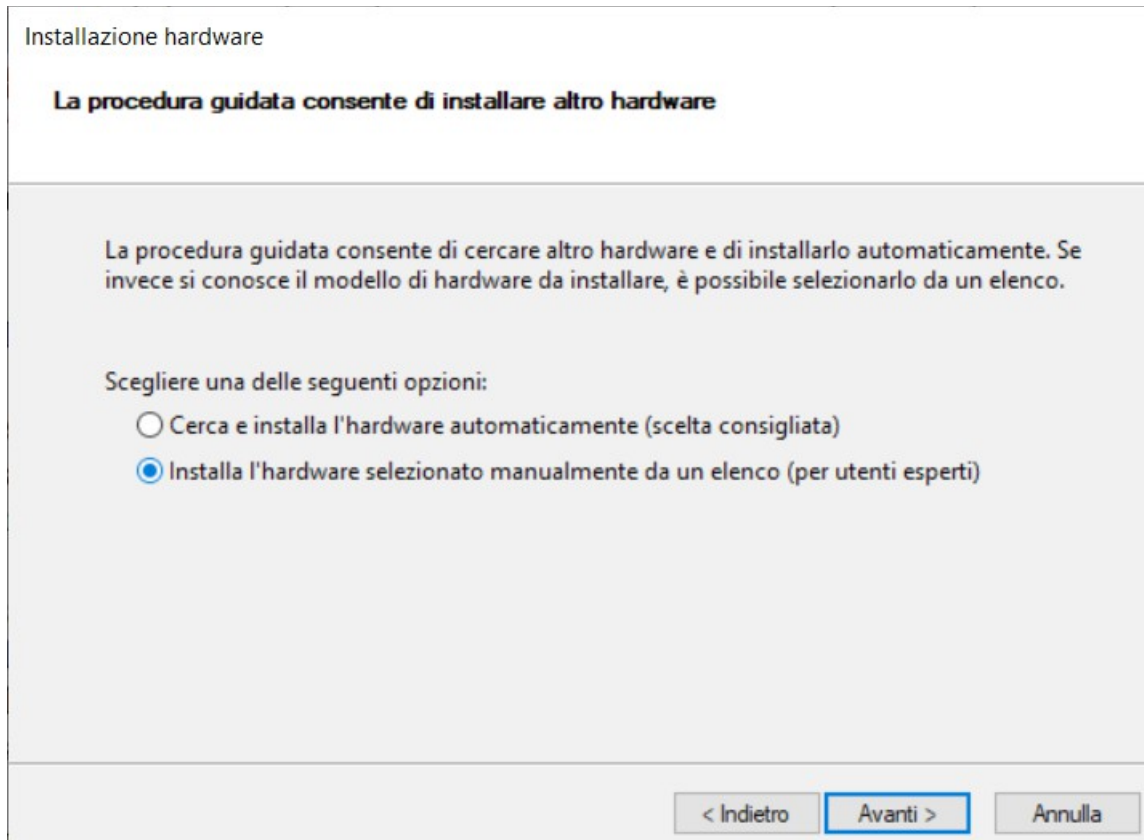 Installazione hardware
La procedura guidata consente di installare altro hardware
La procedura guidata consente di cercare altro hardware e di installarlo automaticamente. Se
invece si conosce il modello di hardware da installare, è possibile selezionarlo da un elenco.
Scegliere una delle seguenti opzioni:
Cerca e installa l'hardware automaticamente (scelta consigliata)
Installa l'hardware selezionato manualmente da un elenco (per utenti esperti)
< Indietro Avanti > Annulla